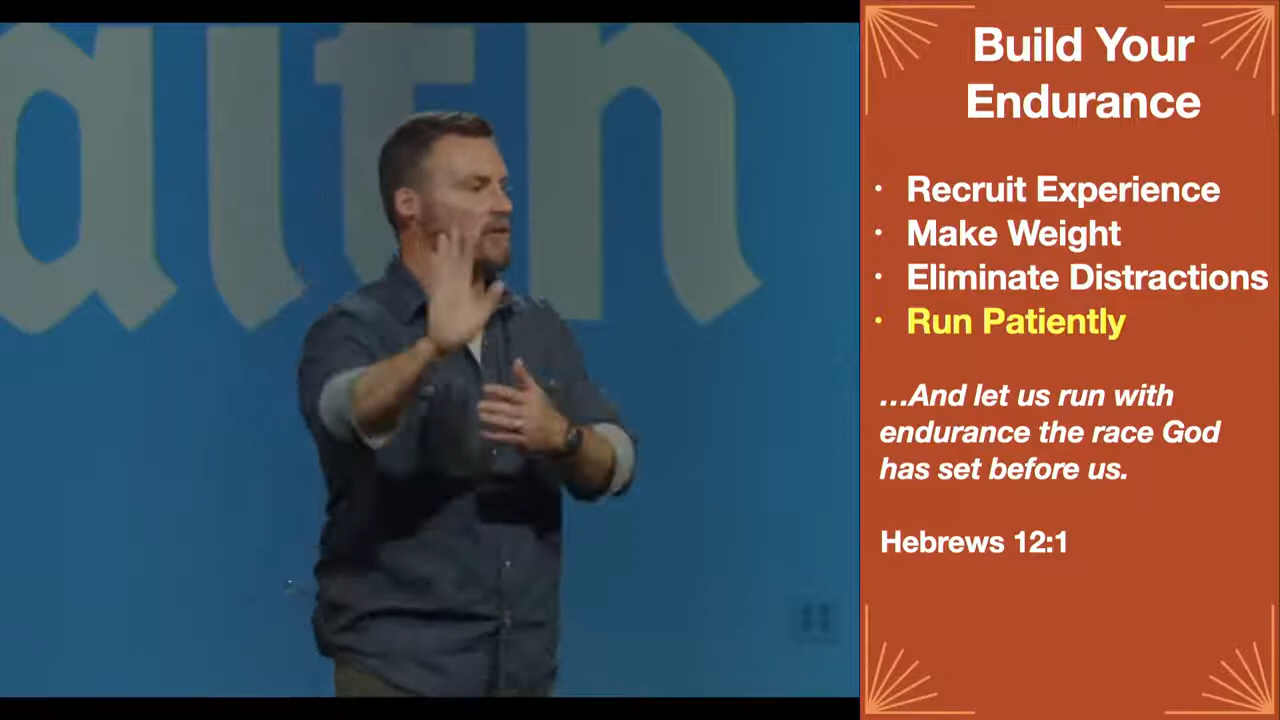 aith
Build Your
Endurance
· Recruit Experience
· Make Weight
· Eliminate Distractions
· Run Patiently
...And let us run with
endurance the race God
has set before us.
Hebrews 12:1